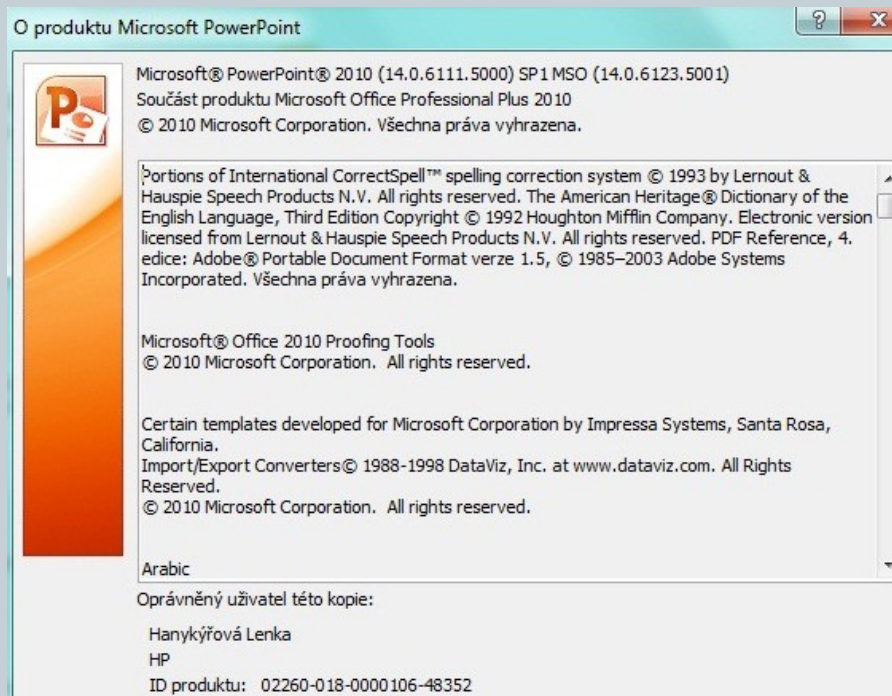 O produktu Microsoft PowerPoint
Microsoft® PowerPoint® 2010 (14.0.6111.5000) SP1 MSO (14.0.6123.5001)
Součást produktu Microsoft Office Professional Plus 2010
© 2010 Microsoft Corporation. Všechna práva vyhrazena.
Portions of International CorrectSpell™ spelling correction system © 1993 by Lernout &
Hauspie Speech Products N.V. All rights reserved. The American Heritage® Dictionary of the
English Language, Third Edition Copyright © 1992 Houghton Mifflin Company. Electronic version
licensed from Lernout & Hauspie Speech Products N.V. All rights reserved. PDF Reference, 4.
edice: Adobe® Portable Document Format verze 1.5, © 1985–2003 Adobe Systems
Incorporated. Všechna práva vyhrazena.
Microsoft® Office 2010 Proofing Tools
© 2010 Microsoft Corporation.  All rights reserved.
Certain templates developed for Microsoft Corporation by Impressa Systems, Santa Rosa,
California.
Import/Export Converters© 1988-1998 DataViz, Inc. at www.dataviz.com. All Rights
Reserved.
© 2010 Microsoft Corporation.  All rights reserved.
Arabic
Oprávněný uživatel této kopie:
Hanykýřová Lenka
HP
ID produktu: 02260-018-0000106-48352